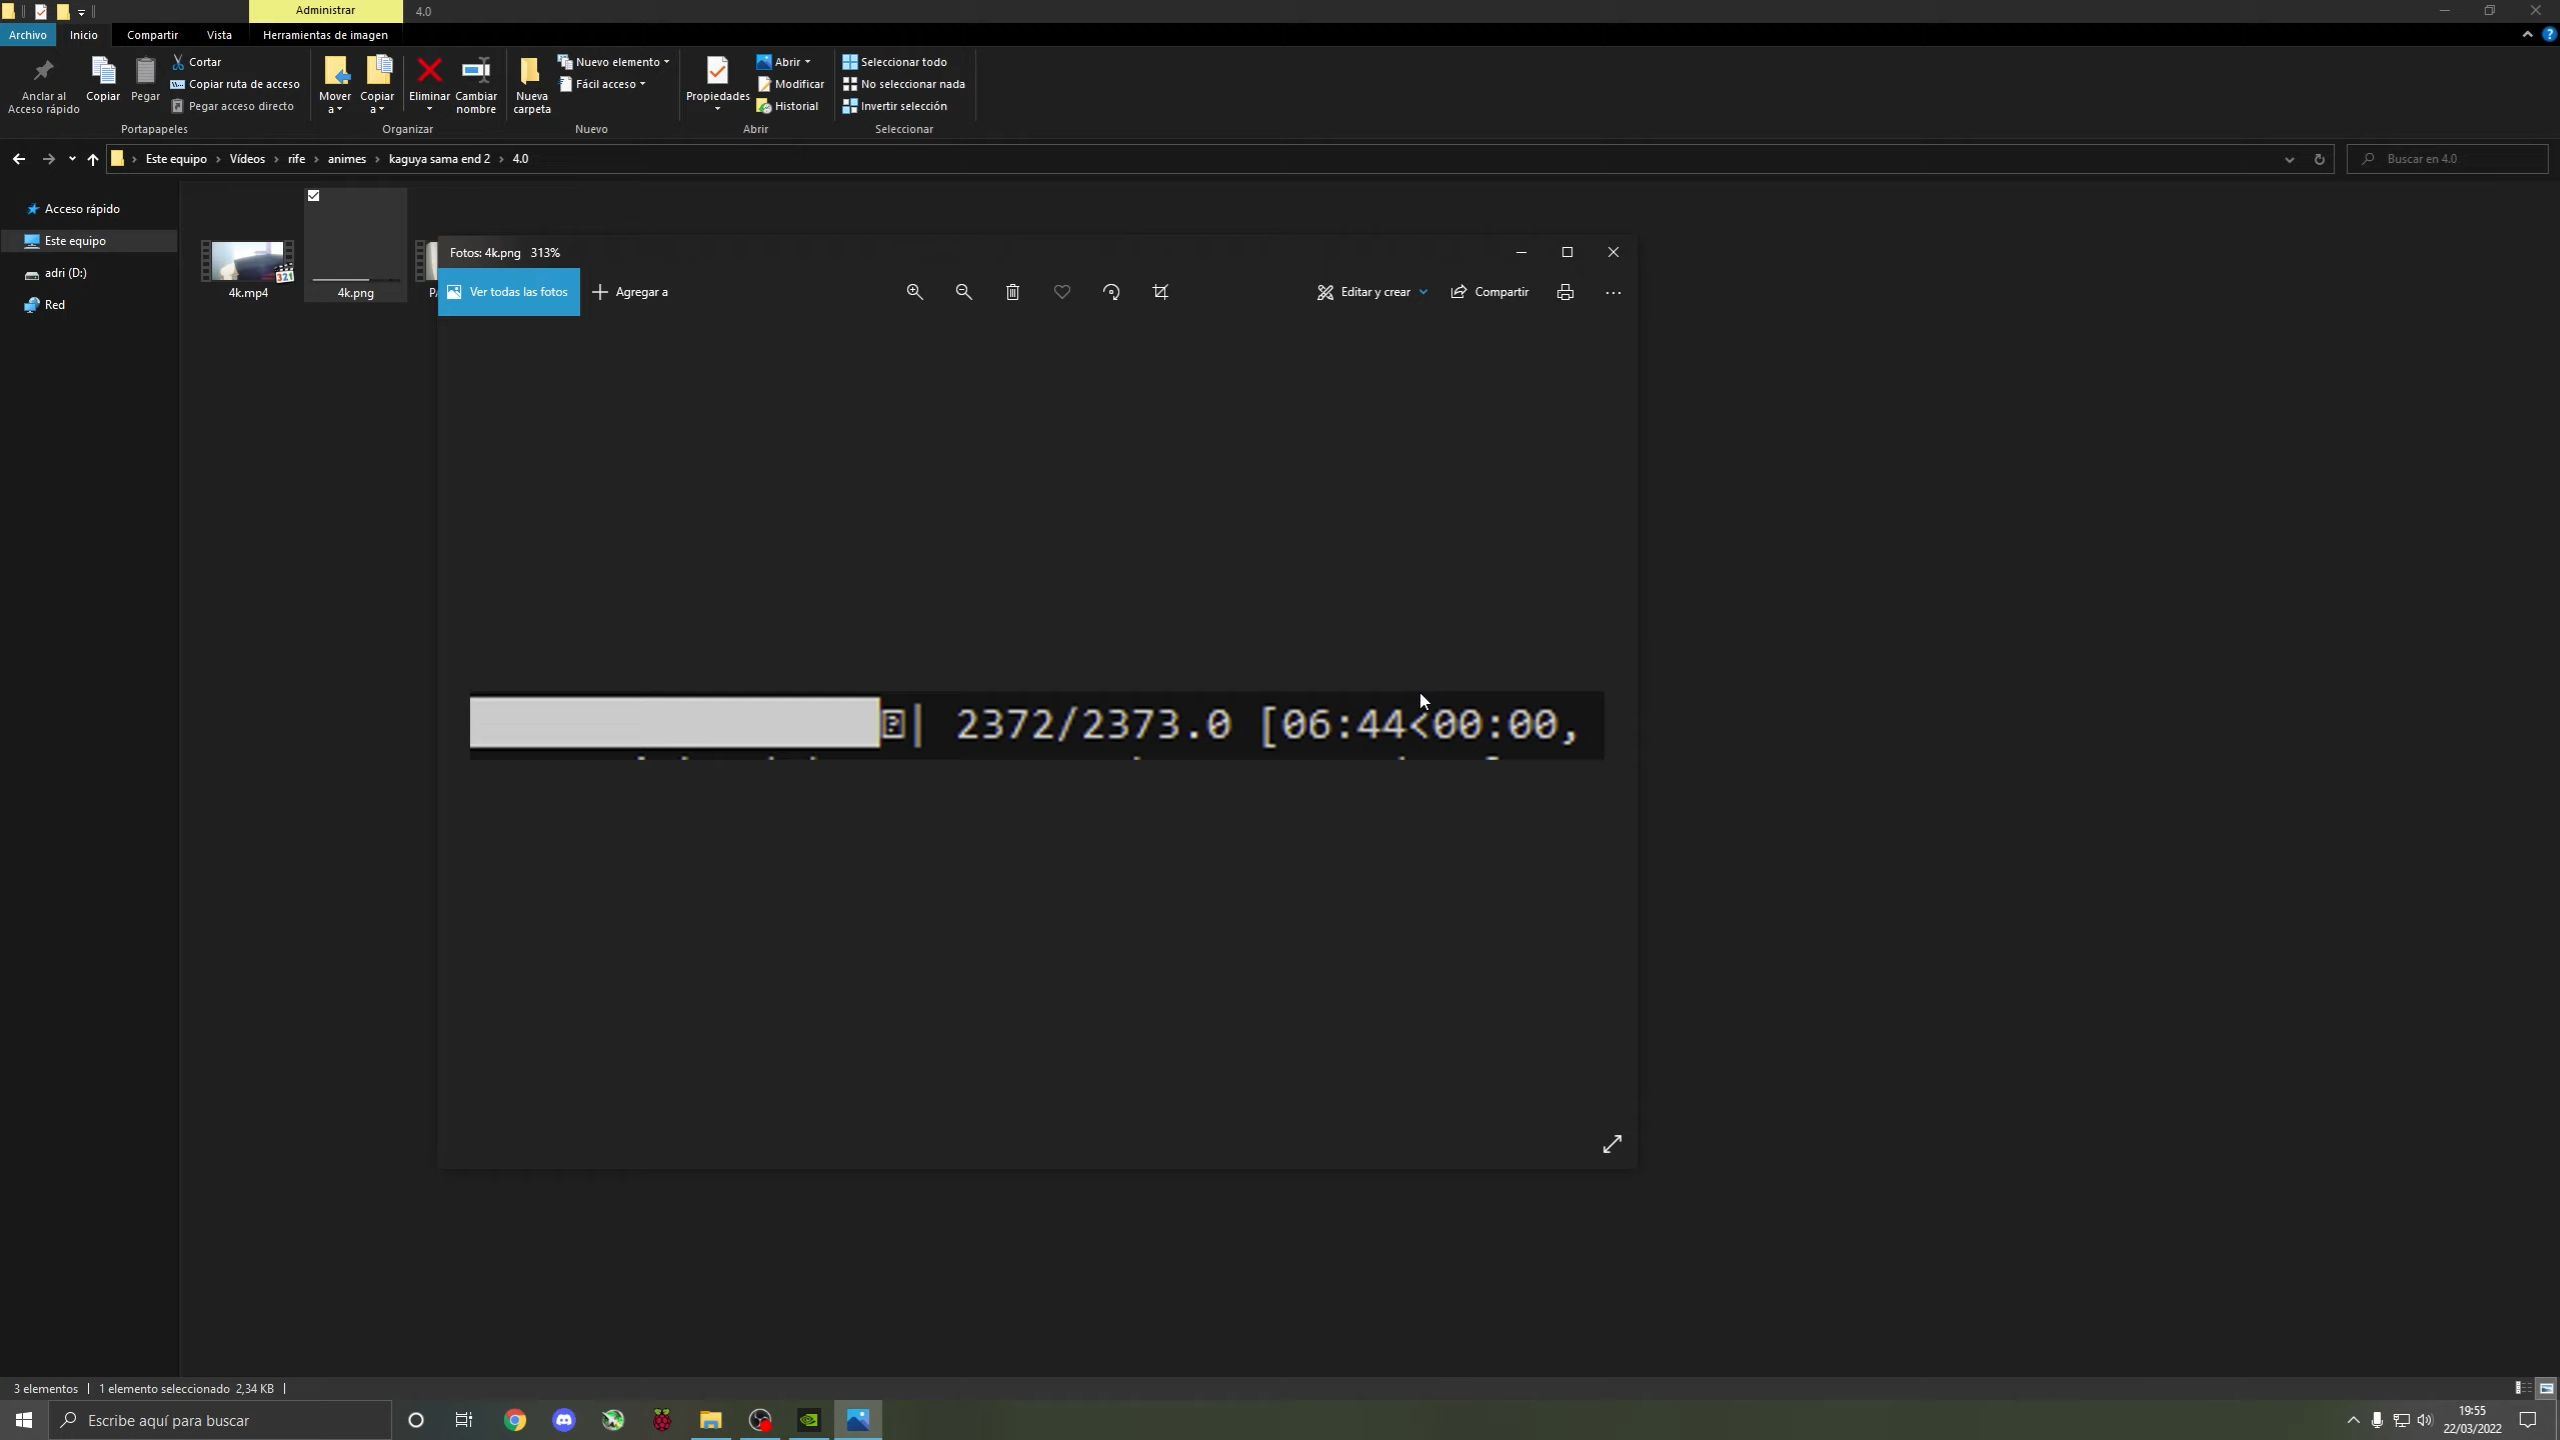 Administrar
4.0
Archivo
Inicio
Compartir
Vista
Herramientas de imagen
Anclar al
Acceso rápido
Copiar
Pegar
Cortar
Copiar ruta de acceso
Pegar acceso directo
Portapapeles
Mover
a
Copiar
a
Eliminar
Cambiar
nombre
Organizar
Nueva
carpeta
Nuevo elemento
Fácil acceso
Nuevo
Propiedades
Abrir
Modificar
Historial
Abrir
Seleccionar todo
No seleccionar nada
Invertir selección
Seleccionar
Este equipo › Vídeos › rife › animes › kaguya sama end 2 › 4.0
Buscar en 4.0
Acceso rápido
Este equipo
adri (D:)
Red
4k.mp4
4k.png
Fotos: 4k.png 313%
Ver todas las fotos
Agregar a
Editar y crear
Compartir
| 2372/2373.0 [06:44<00:00,
3 elementos
1 elemento seleccionado 2,34 KB
Escribe aquí para buscar
19:55
22/03/2022